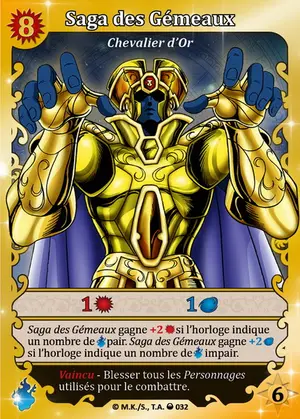 8 Saga des Gémeaux
Chevalier d'Or
1 1
Saga des Gémeaux gagne +2 si l'horloge indique
un nombre de pair. Saga des Gémeaux gagne +2
si l'horloge indique un nombre de impair.
Vaincu - Blesser tous les Personnages
utilisés pour le combattre.
6
© M.K./S., T.A. 032